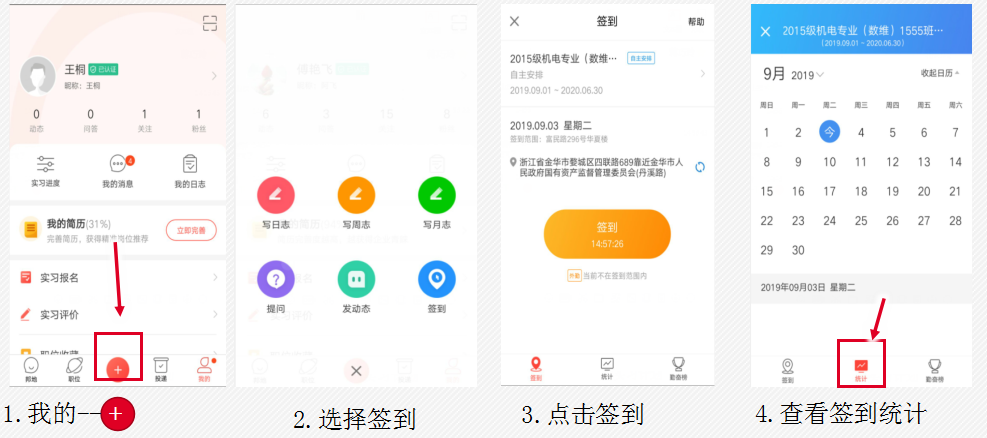 王桐 已认证
昵称：王桐
0 0 1 1
动态 问答 关注 粉丝
4
实习进度 我的消息 我的日志
我的简历(31%)
完善简历，获得精准岗位推荐
立即完善
实习报名
实习评价
职位收藏
职位 投递 我的
1.我的--+
写日志 写周志 写月志
提问 发动态 签到
2.选择签到
签到 帮助
2015级机电专业（数维… 自主安排
自主安排
2019.09.01 ~ 2020.06.30
2019.09.03 星期二
签到范围：富民路296号华夏楼
浙江省金华市婺城区四联路689靠近金华市人
民政府国有资产监督管理委员会(丹溪路)
签到
14:57:26
外勤 当前不在签到范围内
签到 统计 勤奋榜
3.点击签到
2015级机电专业（数维）1555班…
(2019.09.01 ~ 2020.06.30)
9月 2019 收起日历
周日 周一 周二 周三 周四 周五 周六
1 2 今 4 5 6 7
8 9 10 11 12 13 14
15 16 17 18 19 20 21
22 23 24 25 26 27 28
29 30
2019年09月03日 星期二
签到 统计 勤奋榜
4.查看签到统计